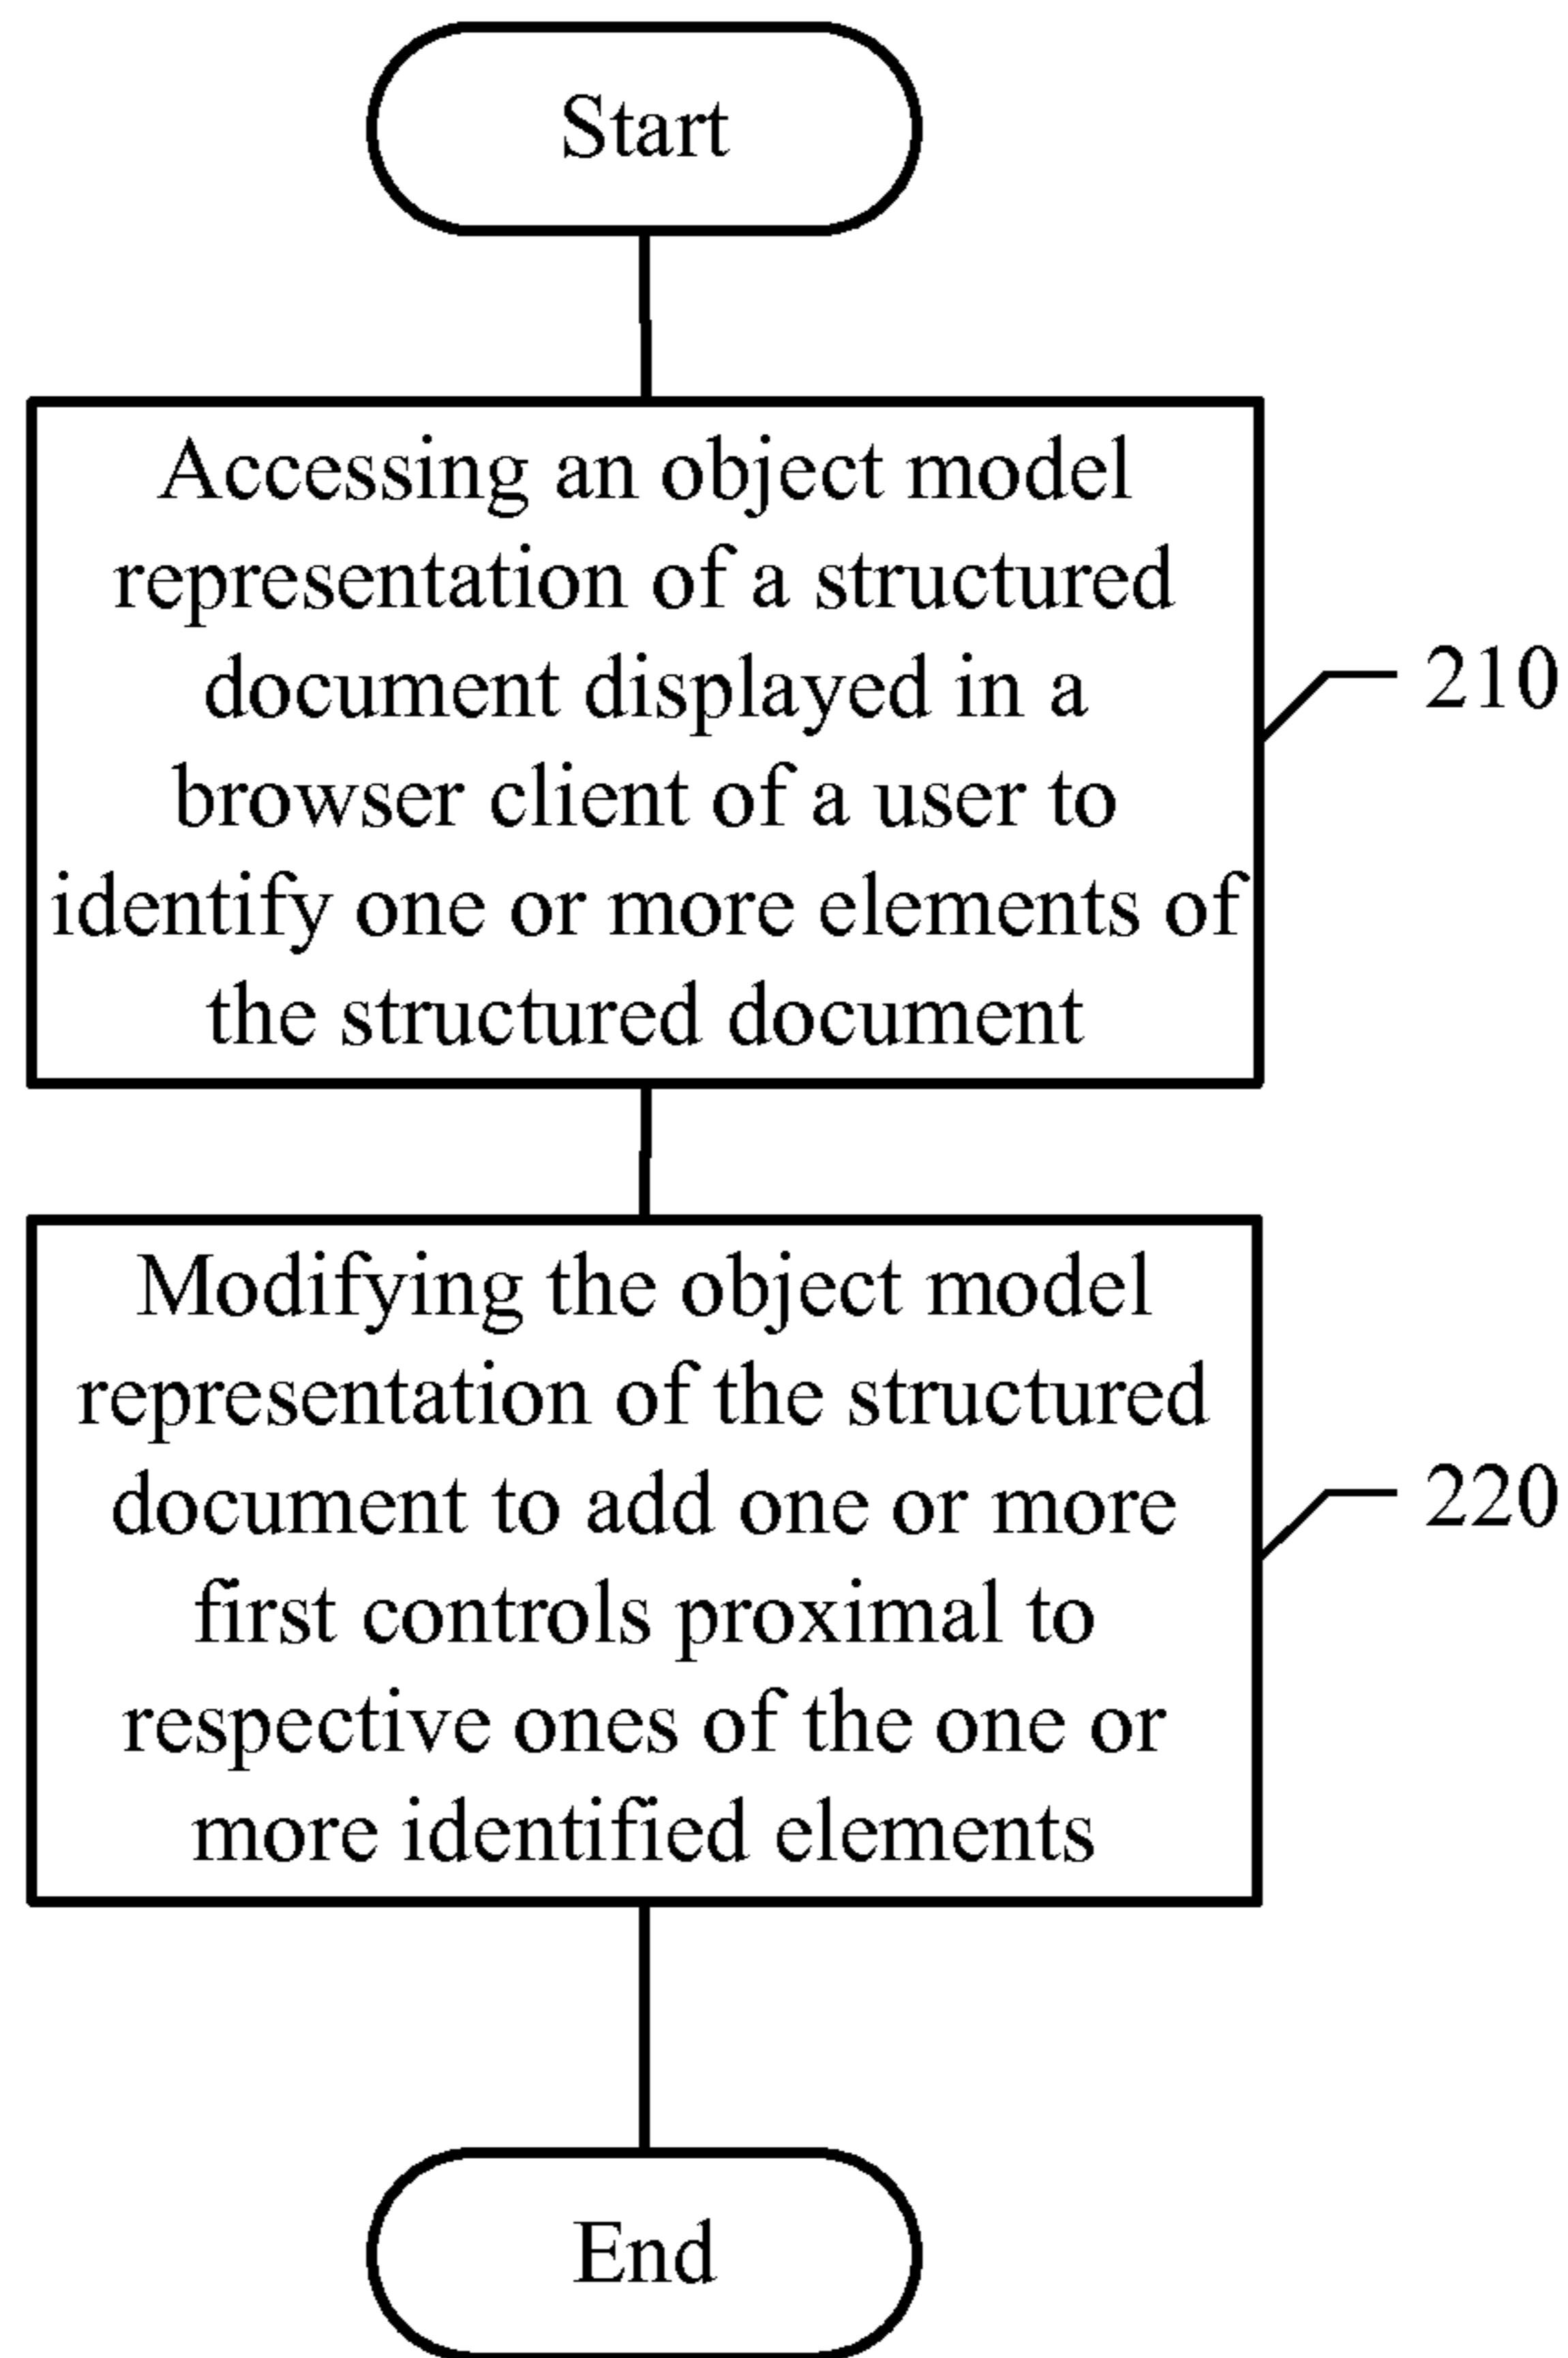 Start
Accessing an object model
representation of a structured
document displayed in a
browser client of a user to
identify one or more elements of
the structured document
210
Modifying the object model
representation of the structured
document to add one or more
first controls proximal to
respective ones of the one or
more identified elements
220
End